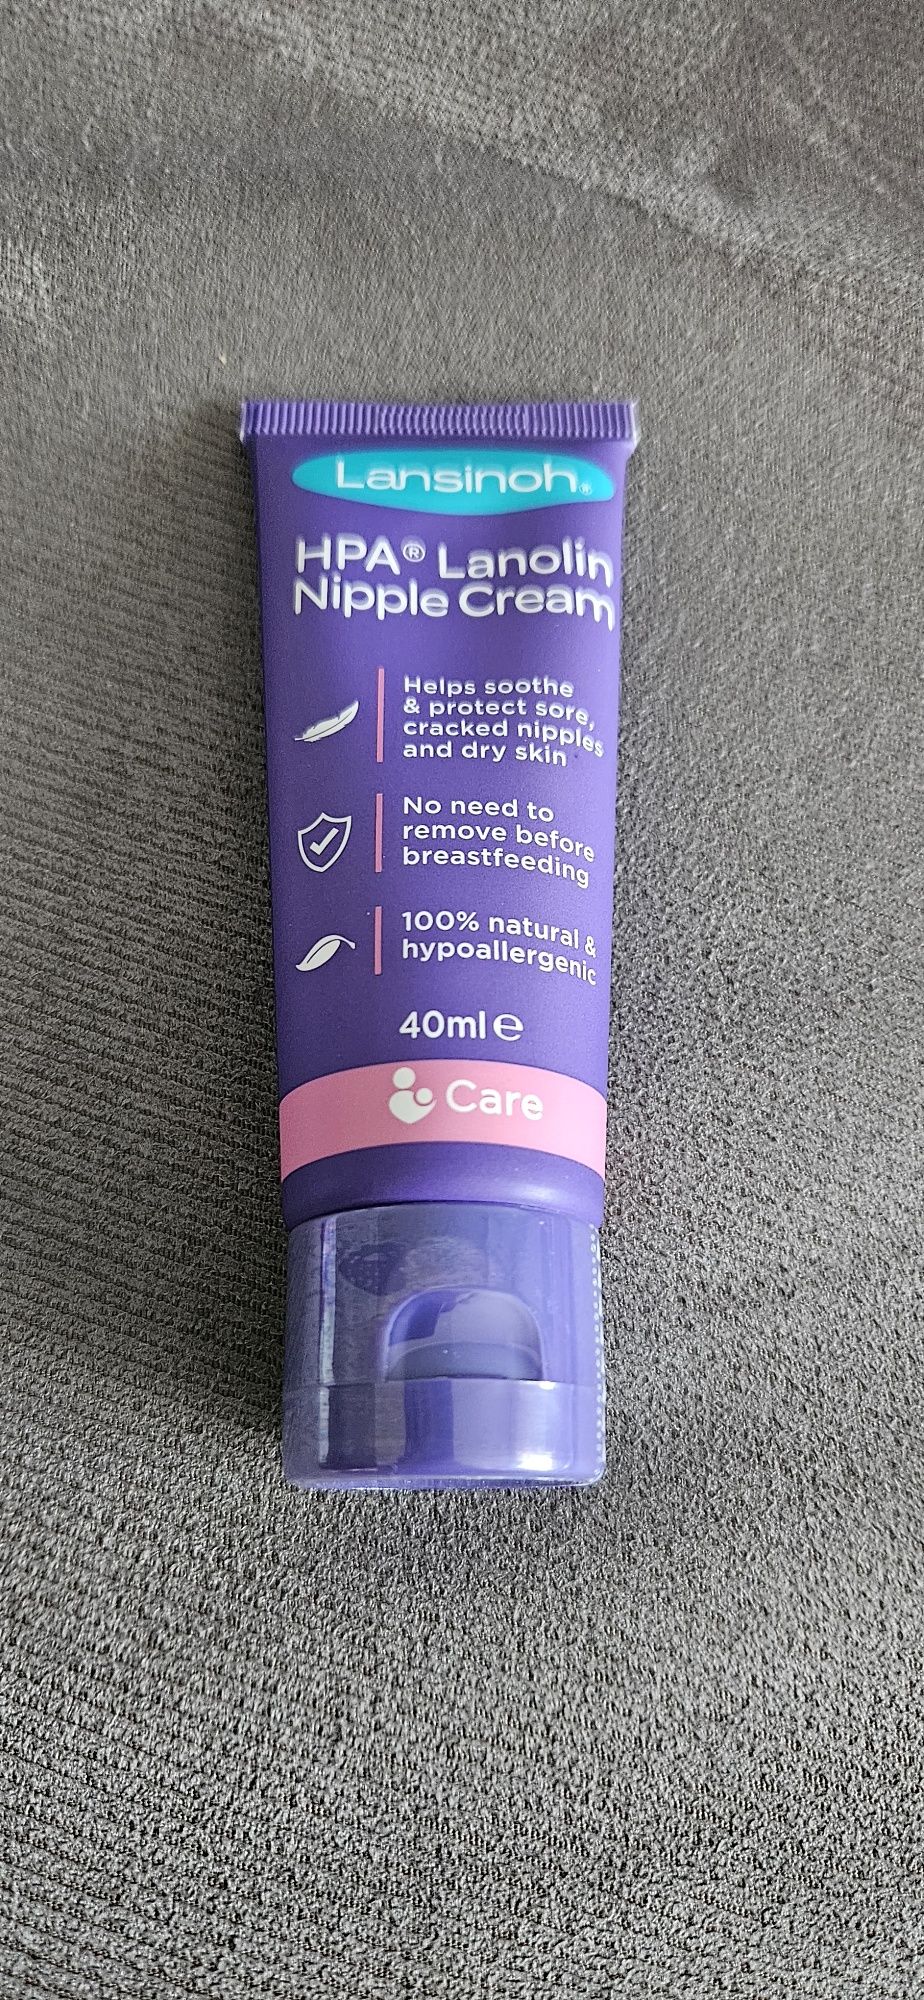 Lansinoh®
HPA® Lanolin
Nipple Cream
Helps soothe
& protect sore,
cracked nipples
and dry skin
No need to
remove before
breastfeeding
100% natural &
hypoallergenic
40ml ℮
Care